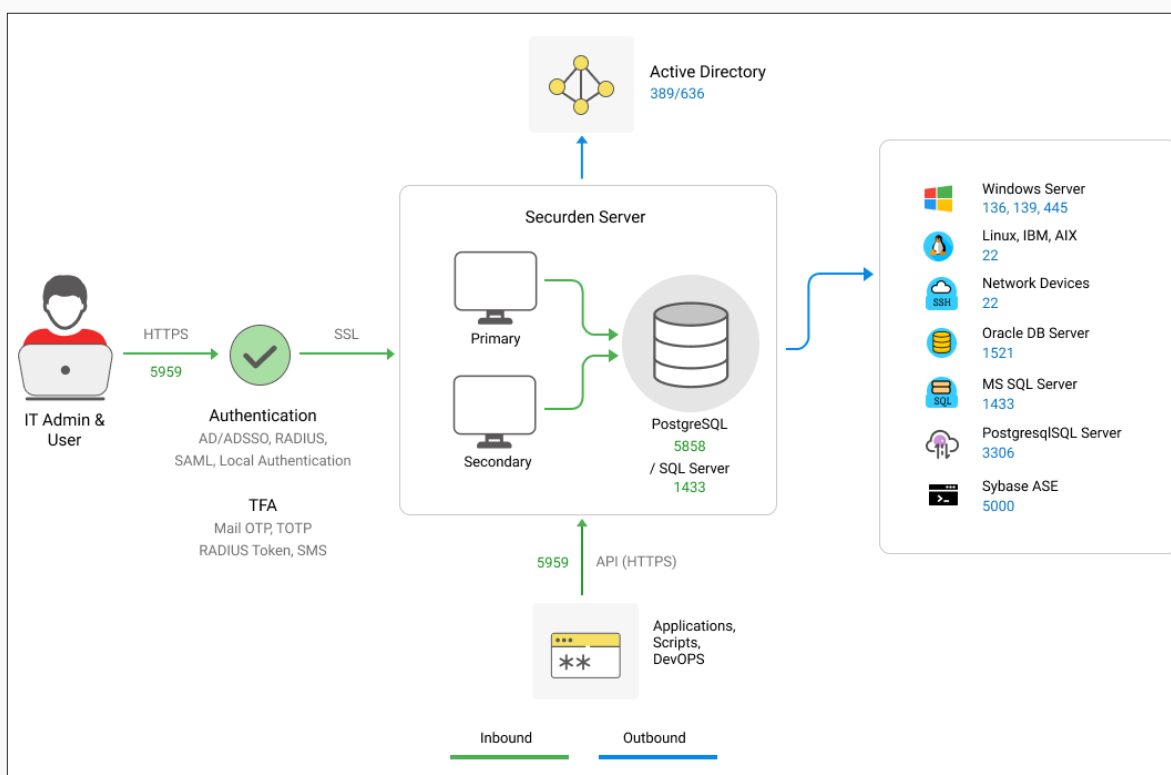 Active Directory
389/636
Securden Server
Primary
Secondary
PostgreSQL
5858
/ SQL Server
1433
HTTPS
5959
SSL
IT Admin &
User
Authentication
AD/ADSSO, RADIUS,
SAML, Local Authentication
TFA
Mail OTP, TOTP
RADIUS Token, SMS
Windows Server
136, 139, 445
Linux, IBM, AIX
22
SSH
Network Devices
22
Oracle DB Server
1521
SQL
MS SQL Server
1433
PostgresqlSQL Server
3306
Sybase ASE
5000
5959
API (HTTPS)
**
Applications,
Scripts,
DevOPS
Inbound
Outbound